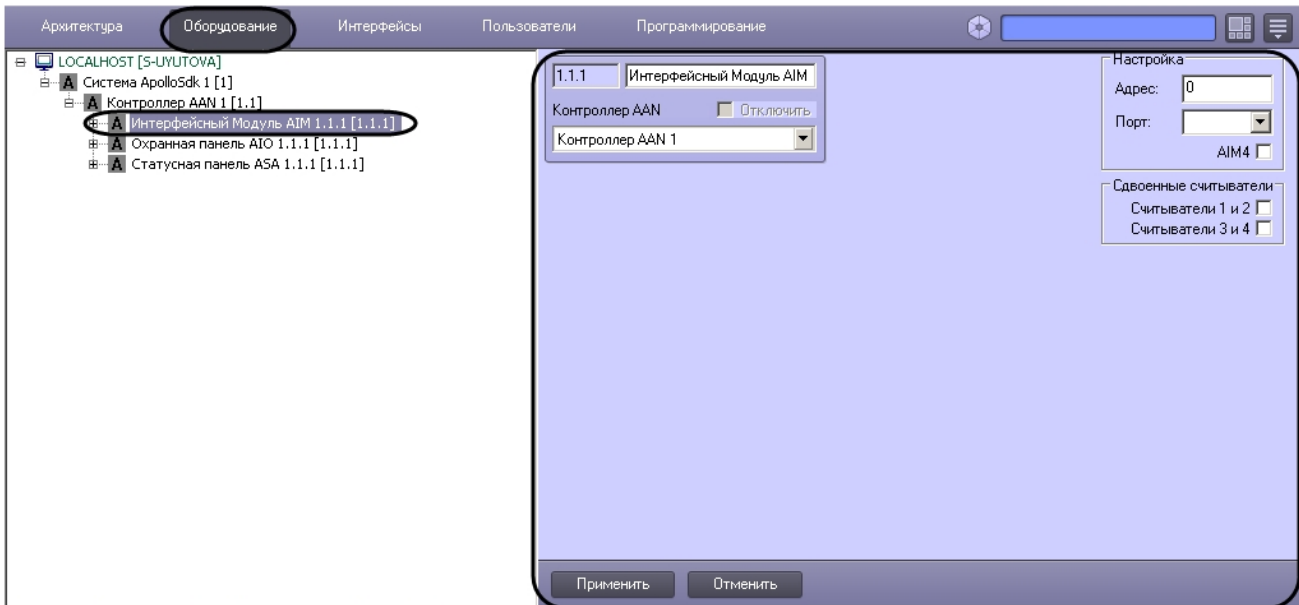 Архитектура Оборудование Интерфейсы Пользователи Программирование
LOCALHOST [S-UYUTOVA]
A Система ApolloSdk 1 [1]
A Контроллер AAN 1 [1.1]
A Интерфейсный Модуль AIM 1.1.1 [1.1.1]
A Охранная панель AIO 1.1.1 [1.1.1]
A Статусная панель ASA 1.1.1 [1.1.1]
1.1.1 Интерфейсный Модуль AIM
Контроллер AAN Отключить
Контроллер AAN 1
Настройка
Адрес: 0
Порт:
AIM4
Сдвоенные считыватели
Считыватели 1 и 2
Считыватели 3 и 4
Применить Отменить